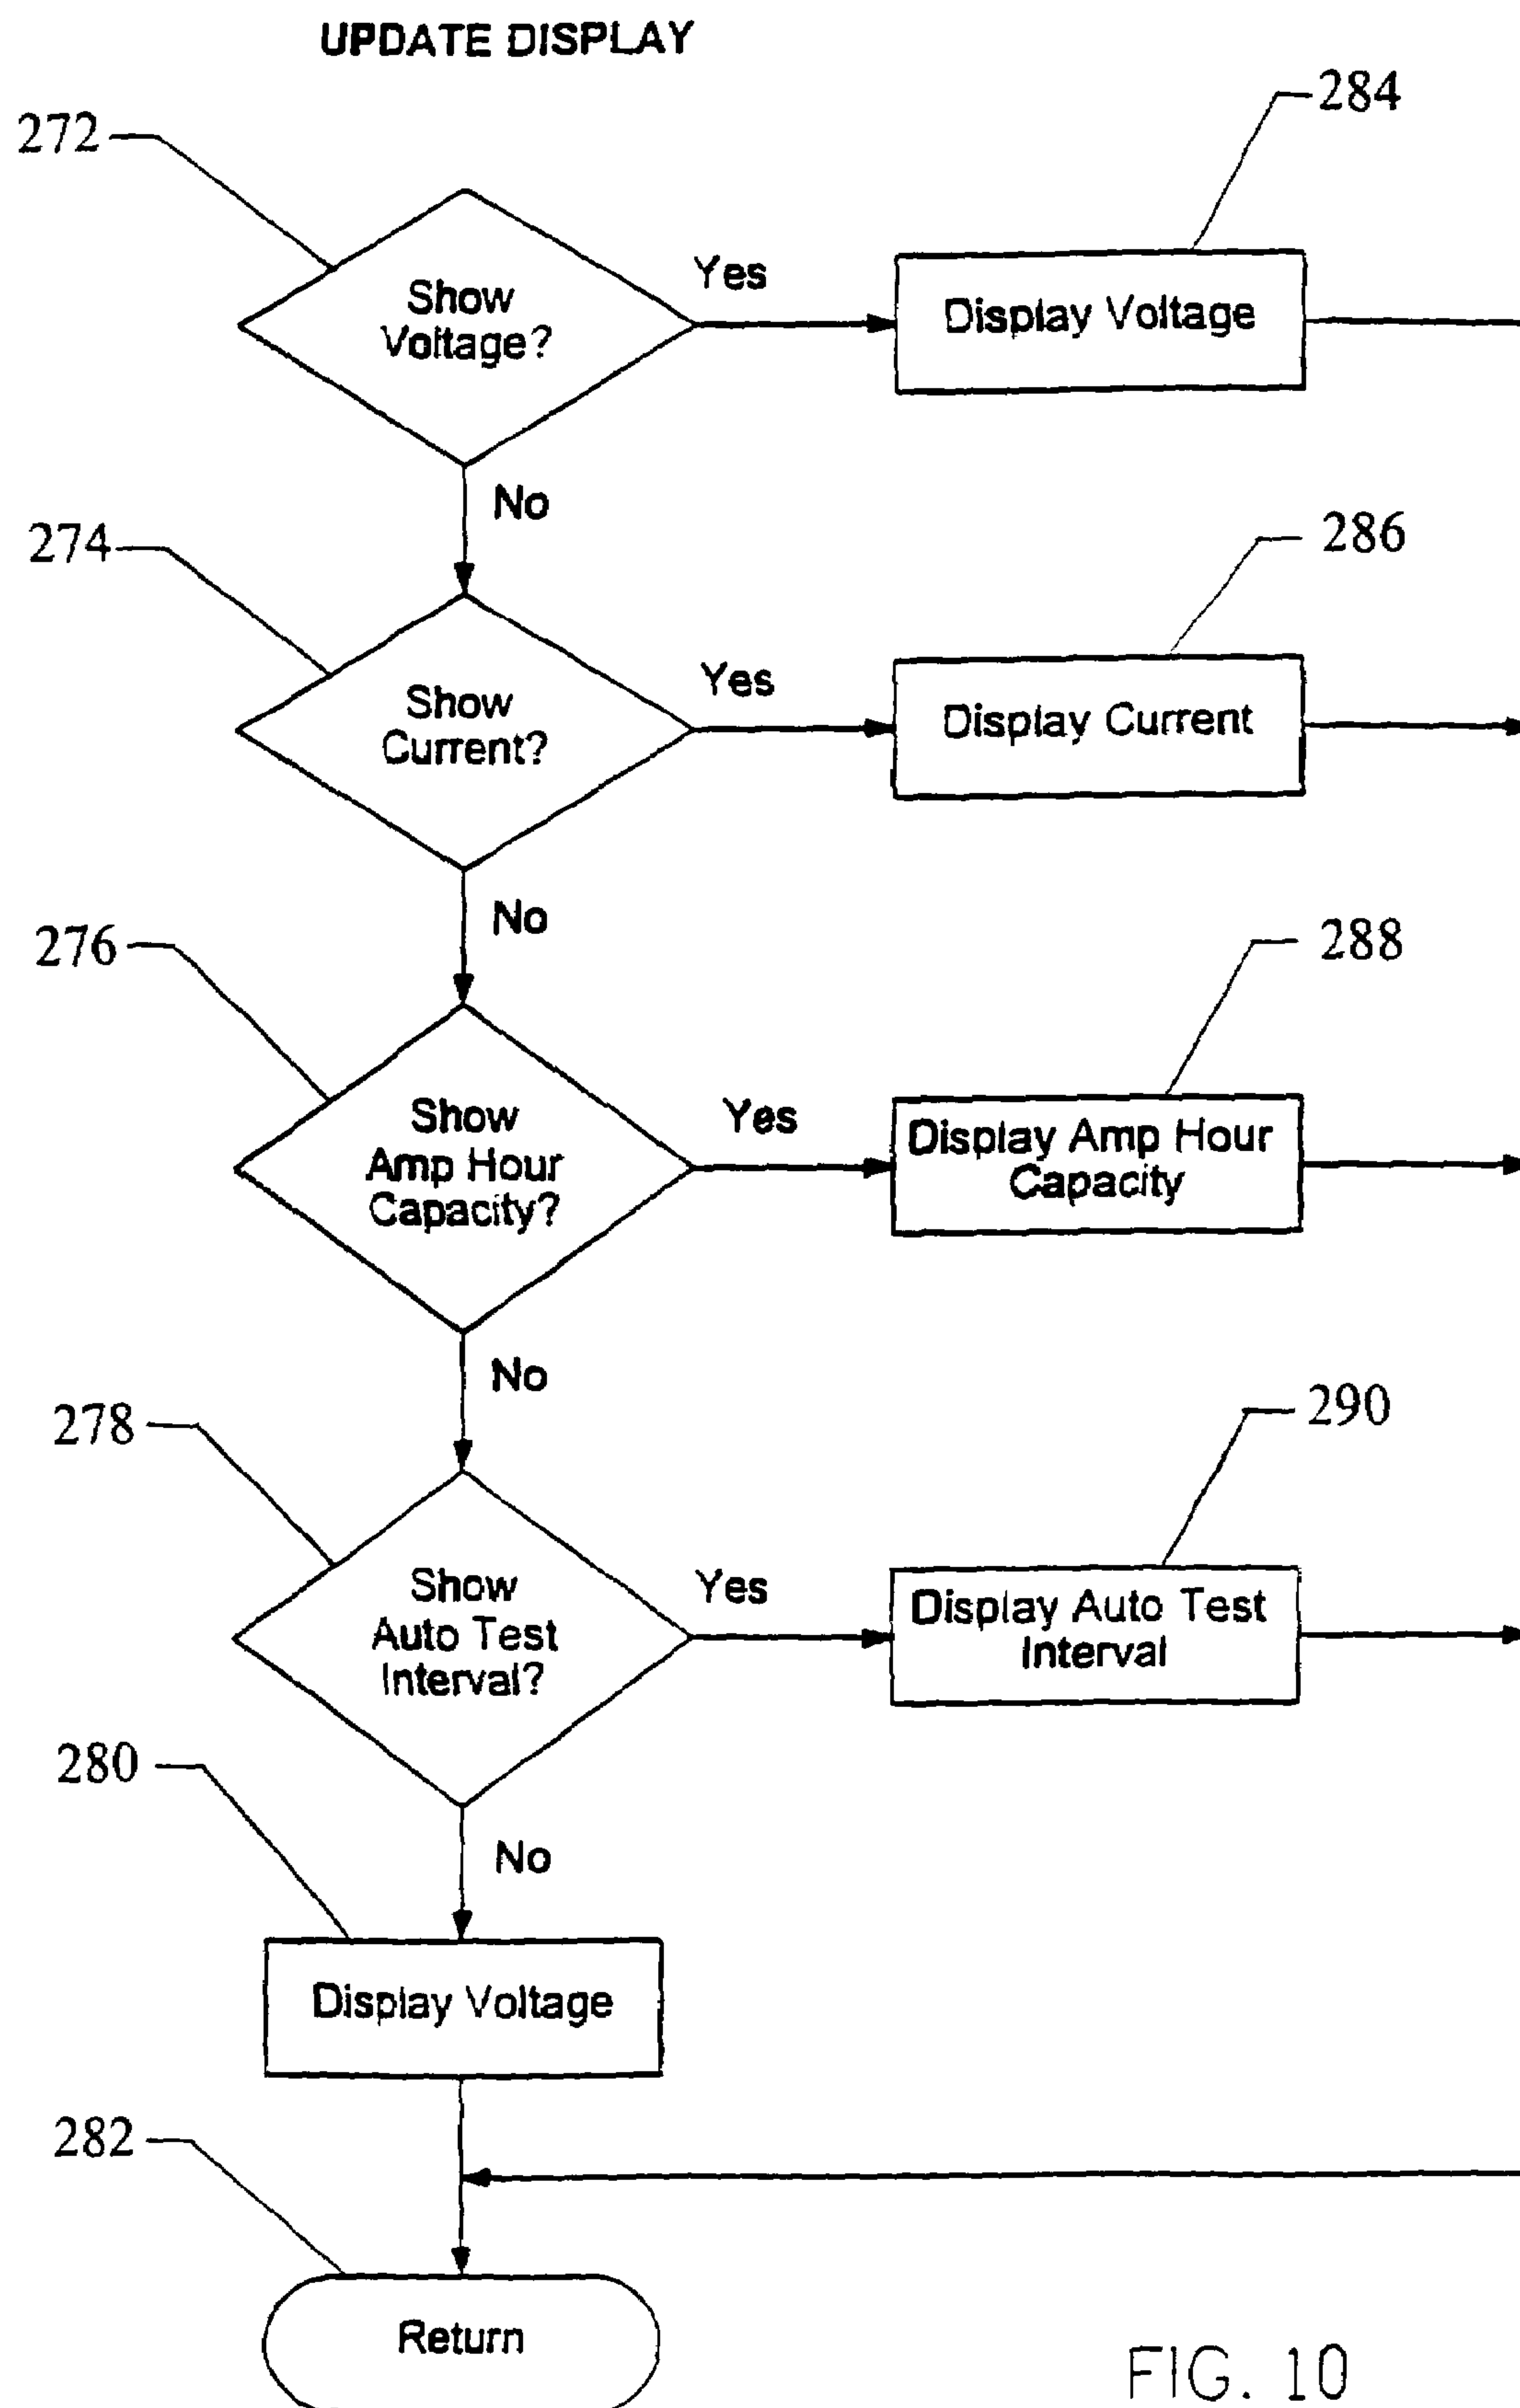 UPDATE DISPLAY
284
272
Yes
Show
Voltage?
Display Voltage
No
274
286
Yes
Show
Current?
Display Current
No
276
288
Show
Amp Hour
Capacity?
Yes
Display Amp Hour
Capacity
No
278
290
Show
Auto Test
Interval?
Yes
Display Auto Test
Interval
280
No
Display Voltage
282
Return
FIG. 10